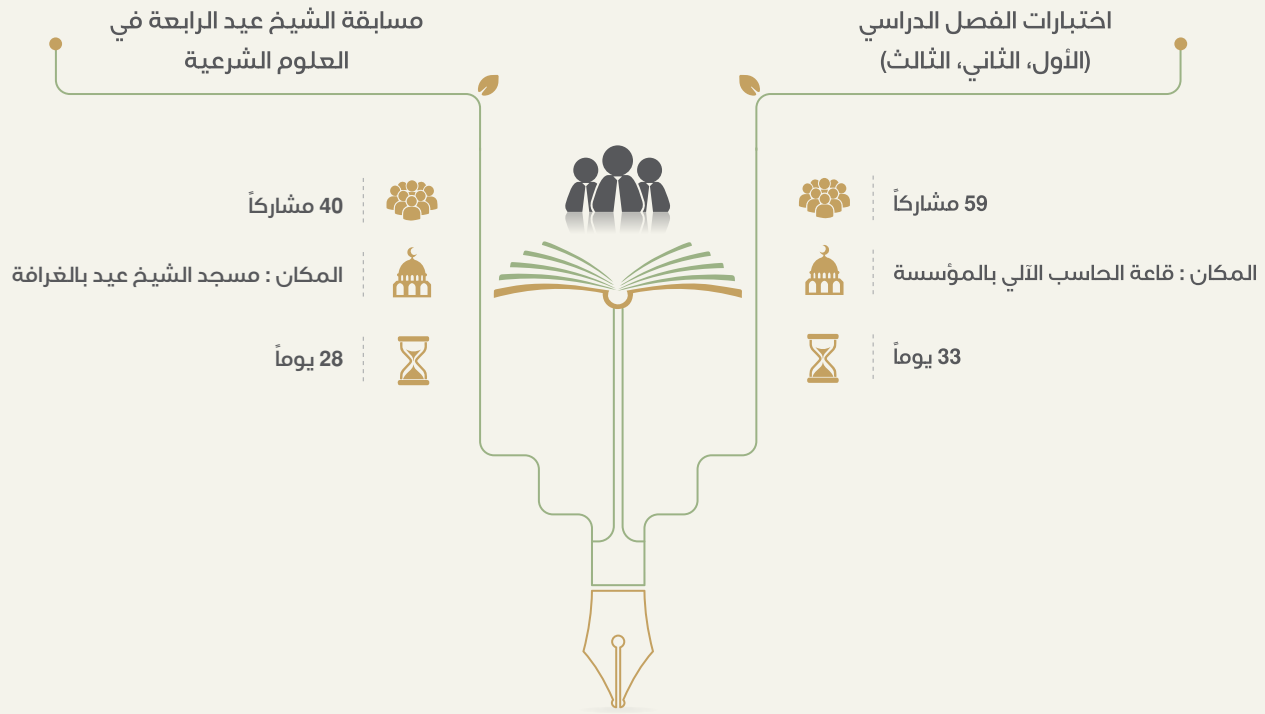 اختبارات الفصل الدراسي
(الأول، الثاني، الثالث)
59 مشاركاً
المكان : قاعة الحاسب الآلي بالمؤسسة
33 يوماً
مسابقة الشيخ عيد الرابعة في
العلوم الشرعية
40 مشاركاً
المكان : مسجد الشيخ عيد بالغرافة
28 يوماً